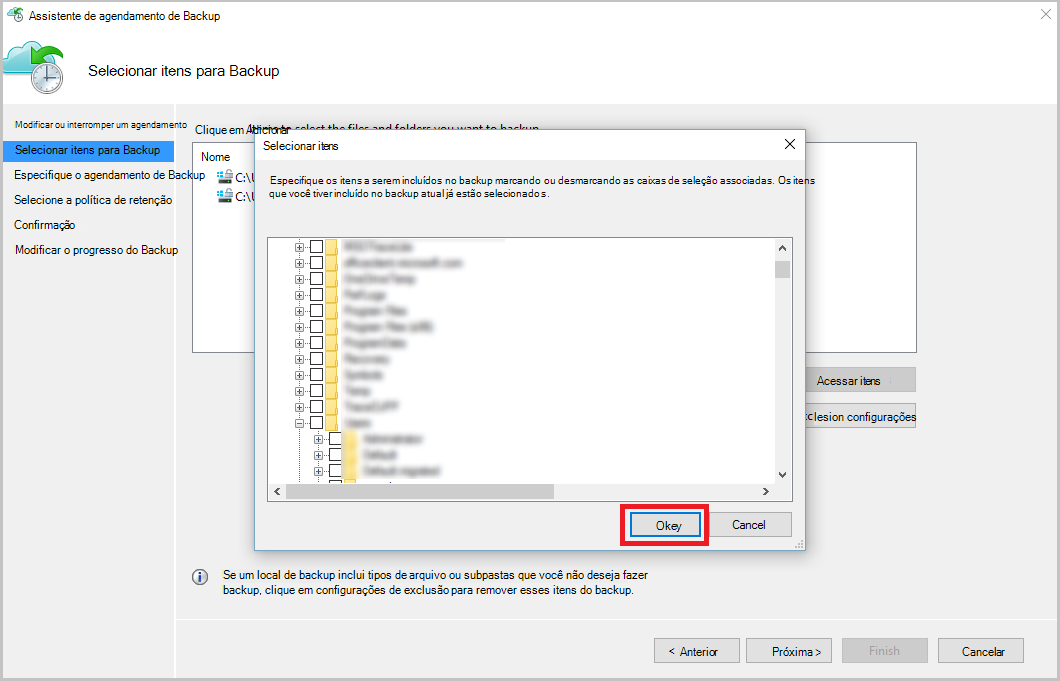 Assistente de agendamento de Backup
Selecionar itens para Backup
Modificar ou interromper um agendamento
Selecionar itens para Backup
Especifique o agendamento de Backup
Selecione a política de retenção
Confirmação
Modificar o progresso do Backup
Clique em Adicionar to select the files and folders you want to backup
Nome
C:\U
C:\U
Selecionar itens
Especifique os itens a serem incluídos no backup marcando ou desmarcando as caixas de seleção associadas. Os itens
que você tiver incluído no backup atual já estão selecionados.
Acessar itens
clesion configurações
Okey
Cancel
Se um local de backup inclui tipos de arquivo ou subpastas que você não deseja fazer
backup, clique em configurações de exclusão para remover esses itens do backup.
< Anterior
Próxima >
Finish
Cancelar